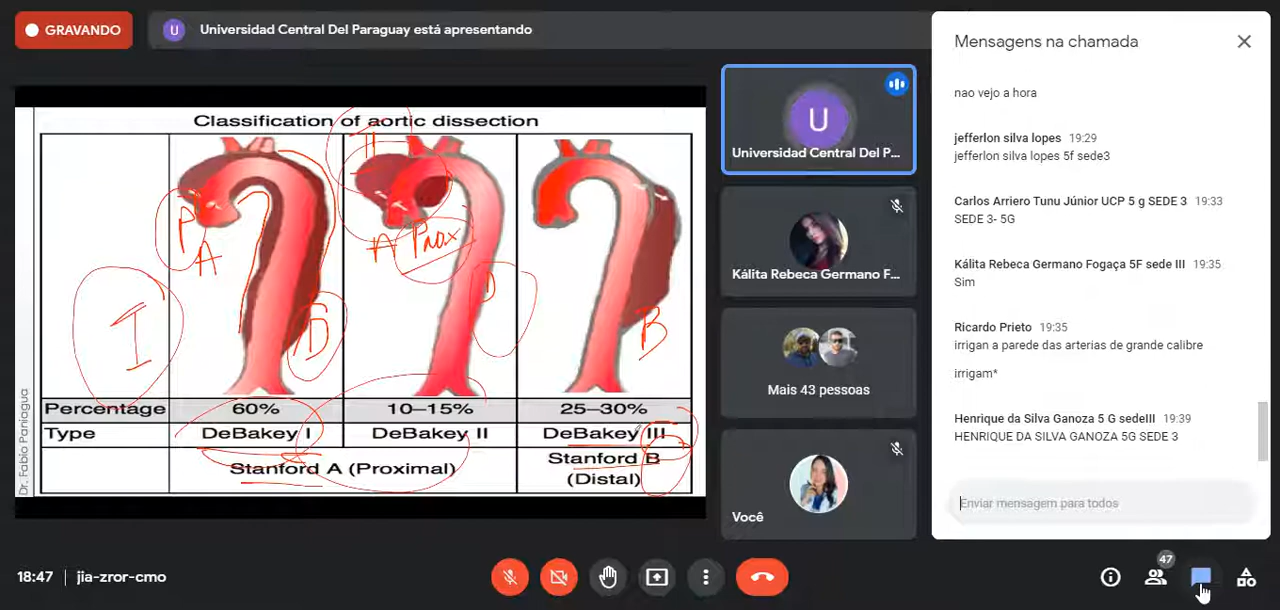 GRAVANDO
U
Universidad Central Del Paraguay está apresentando
Classification of aortic dissection
II
P
A
A
Prox
D
I
D
B
Percentage
60%
10–15%
25–30%
Type
DeBakey I
DeBakey II
DeBakey III
Stanford A (Proximal)
Stanford B
(Distal)
Dr. Fabio Paniagua
U
Universidad Central Del P...
Kálita Rebeca Germano F...
Mais 43 pessoas
Você
Mensagens na chamada
nao vejo a hora
jefferlon silva lopes 19:29
jefferlon silva lopes 5f sede3
Carlos Arriero Tunu Júnior UCP 5 g SEDE 3 19:33
SEDE 3- 5G
Kálita Rebeca Germano Fogaça 5F sede III 19:35
Sim
Ricardo Prieto 19:35
irrigan a parede das arterias de grande calibre
irrigam*
Henrique da Silva Ganoza 5 G sedeIII 19:39
HENRIQUE DA SILVA GANOZA 5G SEDE 3
Enviar mensagem para todos
18:47 | jia-zror-cmo
47